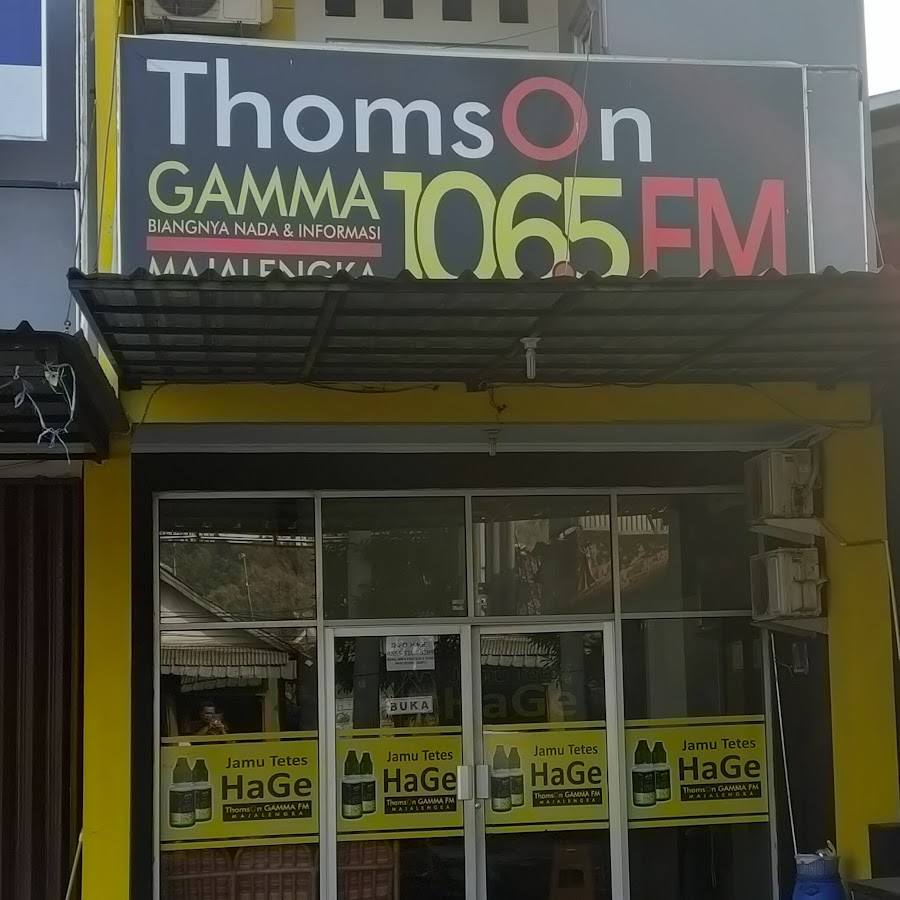 ThomsOn
GAMMA
BIANGNYA NADA & INFORMASI
MAJALENGKA
1065 FM
BUKA
HaGe
Jamu Tetes
HaGe
ThomsOn GAMMA FM
MAJALENGKA
Jamu Tetes
HaGe
ThomsOn GAMMA FM
MAJALENGKA
Jamu Tetes
HaGe
ThomsOn GAMMA FM
MAJALENGKA
Jamu Tetes
HaGe
ThomsOn GAMMA FM
MAJALENGKA